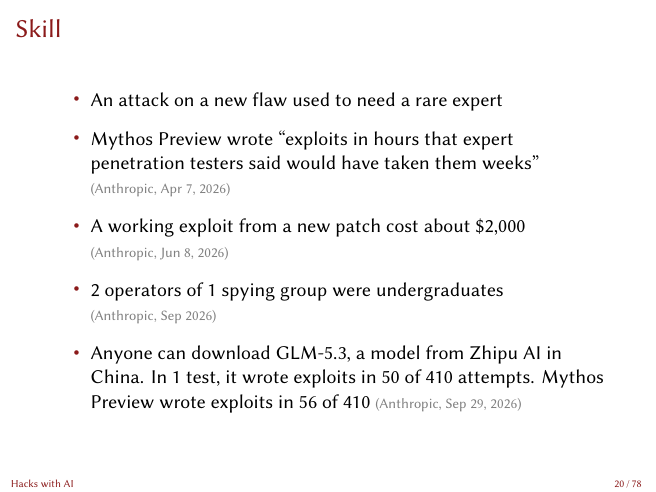 Skill
• An attack on a new flaw used to need a rare expert
• Mythos Preview wrote “exploits in hours that expert
penetration testers said would have taken them weeks”
(Anthropic, Apr 7, 2026)
• A working exploit from a new patch cost about $2,000
(Anthropic, Jun 8, 2026)
• 2 operators of 1 spying group were undergraduates
(Anthropic, Sep 2026)
• Anyone can download GLM-5.3, a model from Zhipu AI in
China. In 1 test, it wrote exploits in 50 of 410 attempts. Mythos
Preview wrote exploits in 56 of 410 (Anthropic, Sep 29, 2026)
Hacks with AI
20 / 78